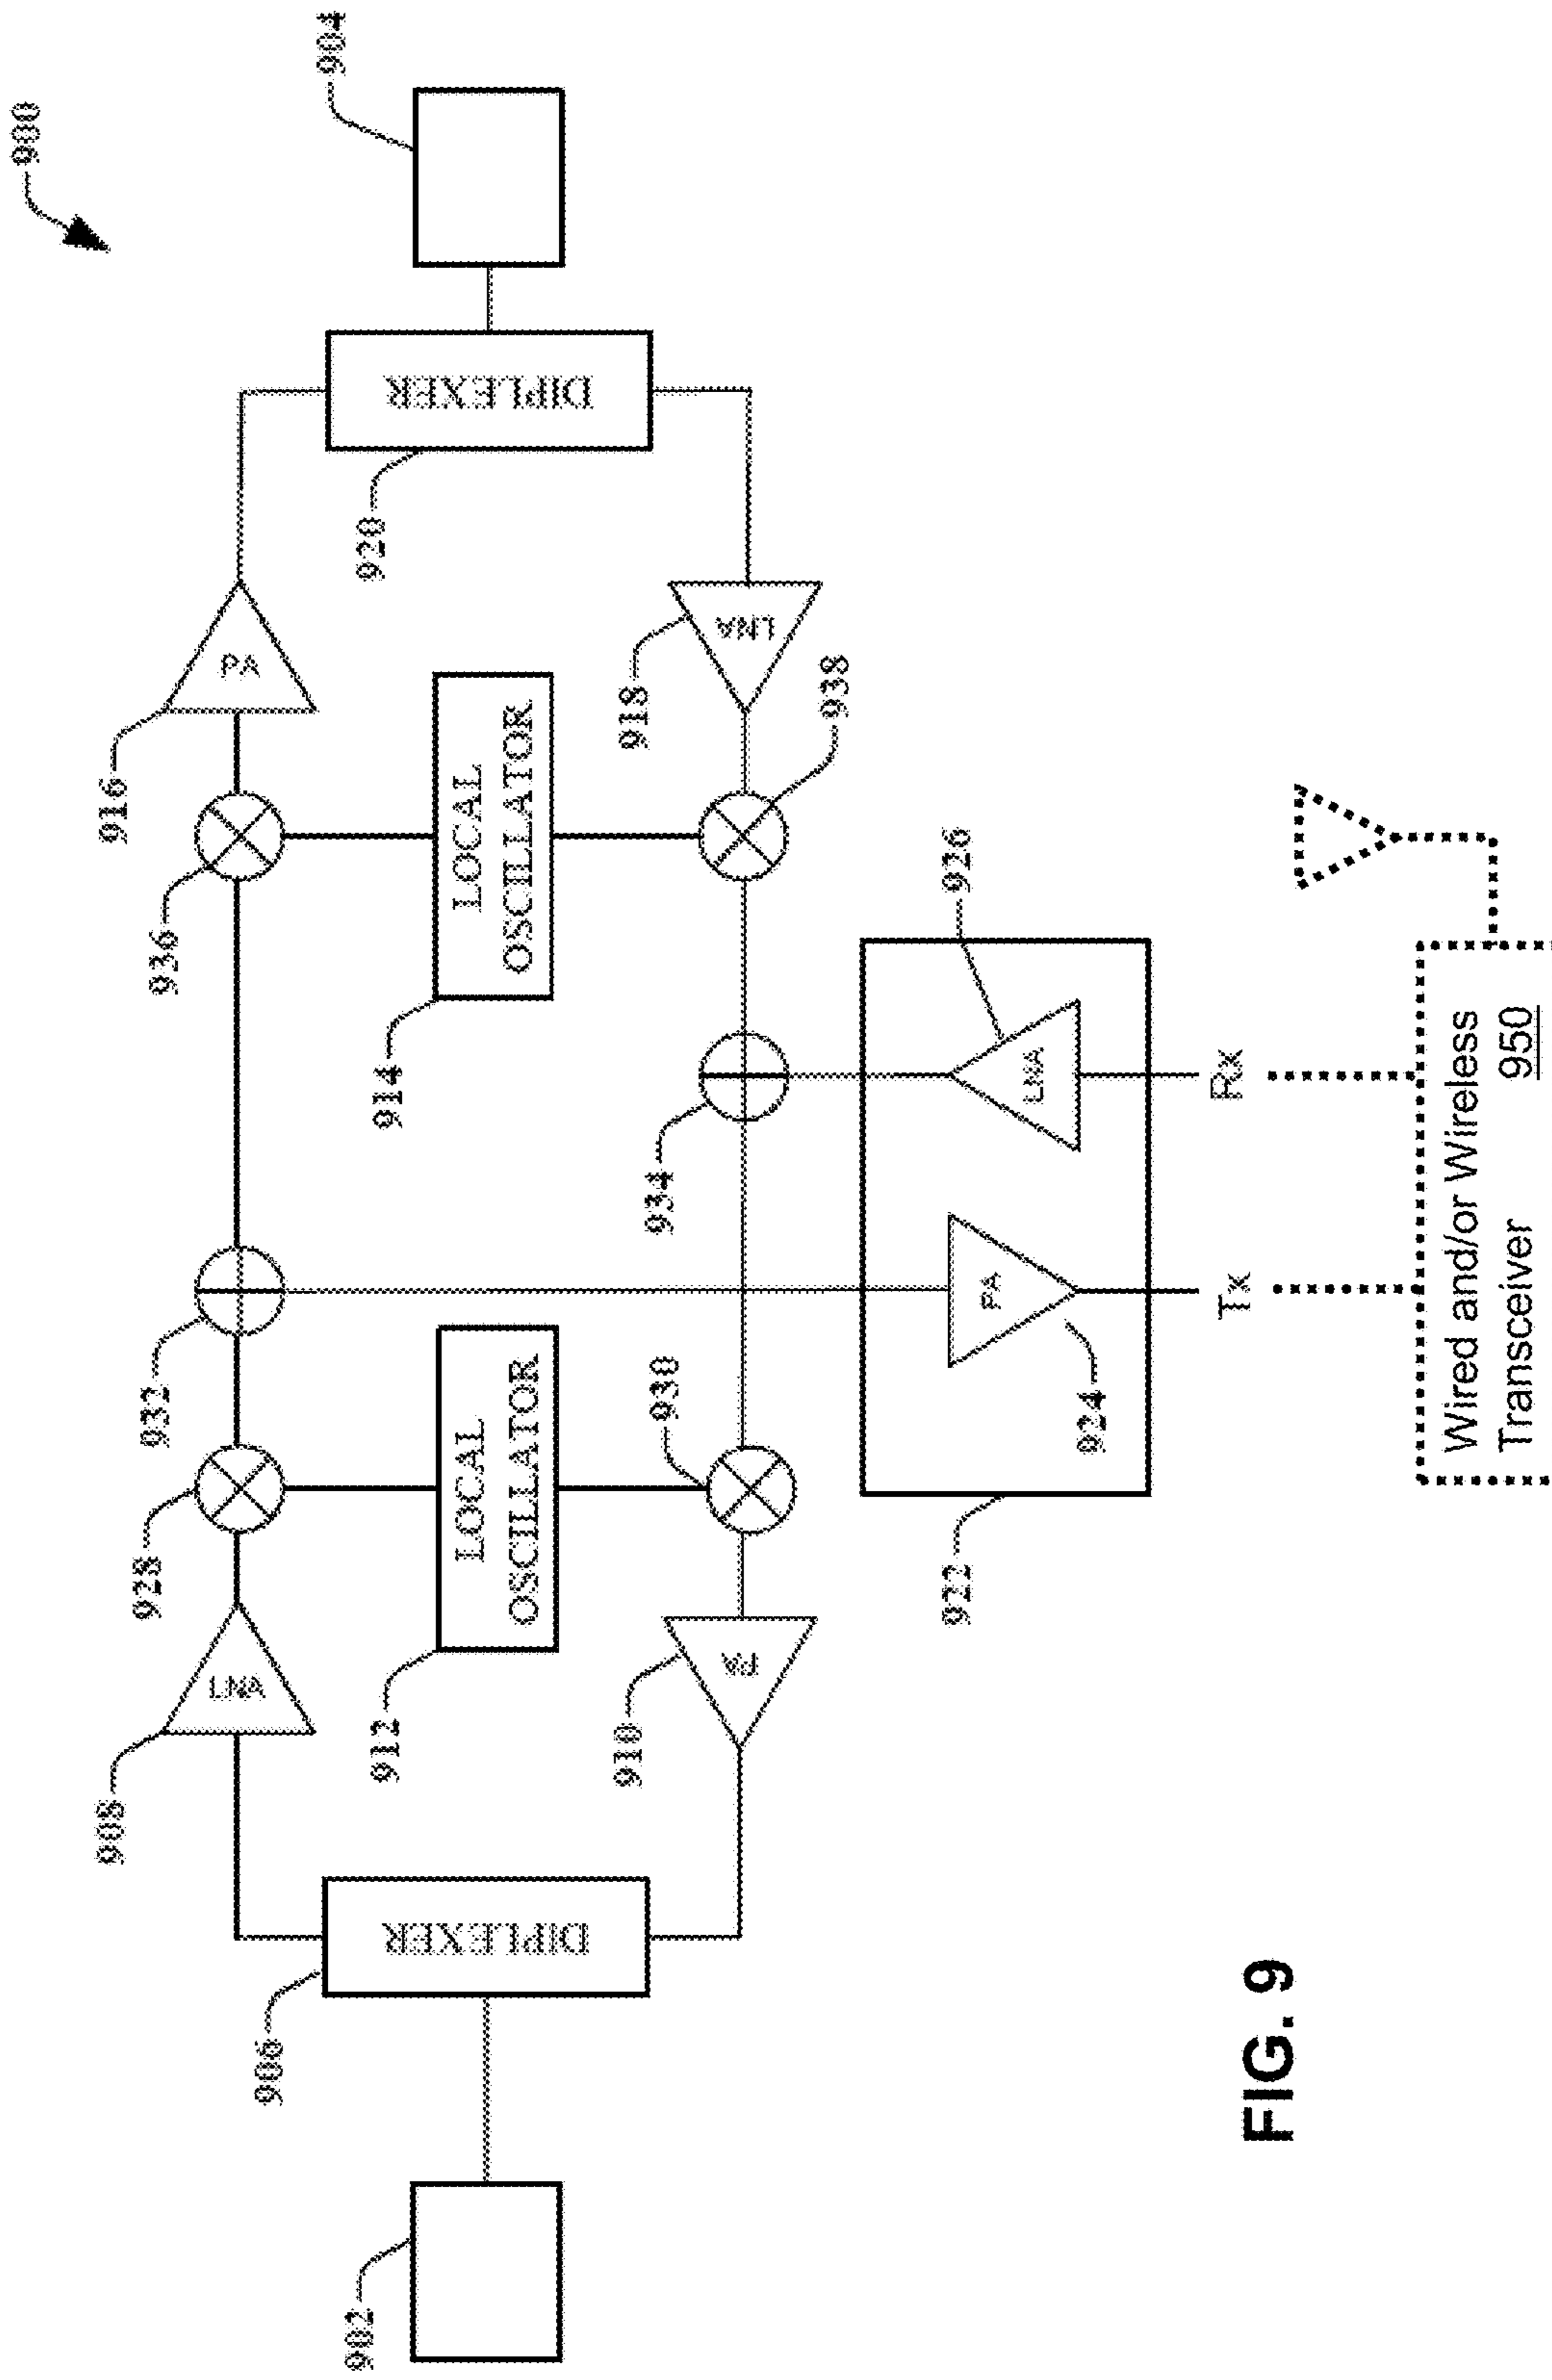 900
904
916
PA
936
920
DIPLEXER
932
914
LOCAL
OSCILLATOR
918
LNA
938
928
908
LNA
912
LOCAL
OSCILLATOR
934
930
926
LNA
Rx
906
DIPLEXER
910
PA
922
PA
924
Tx
902
Wired and/or Wireless
Transceiver 950
FIG. 9